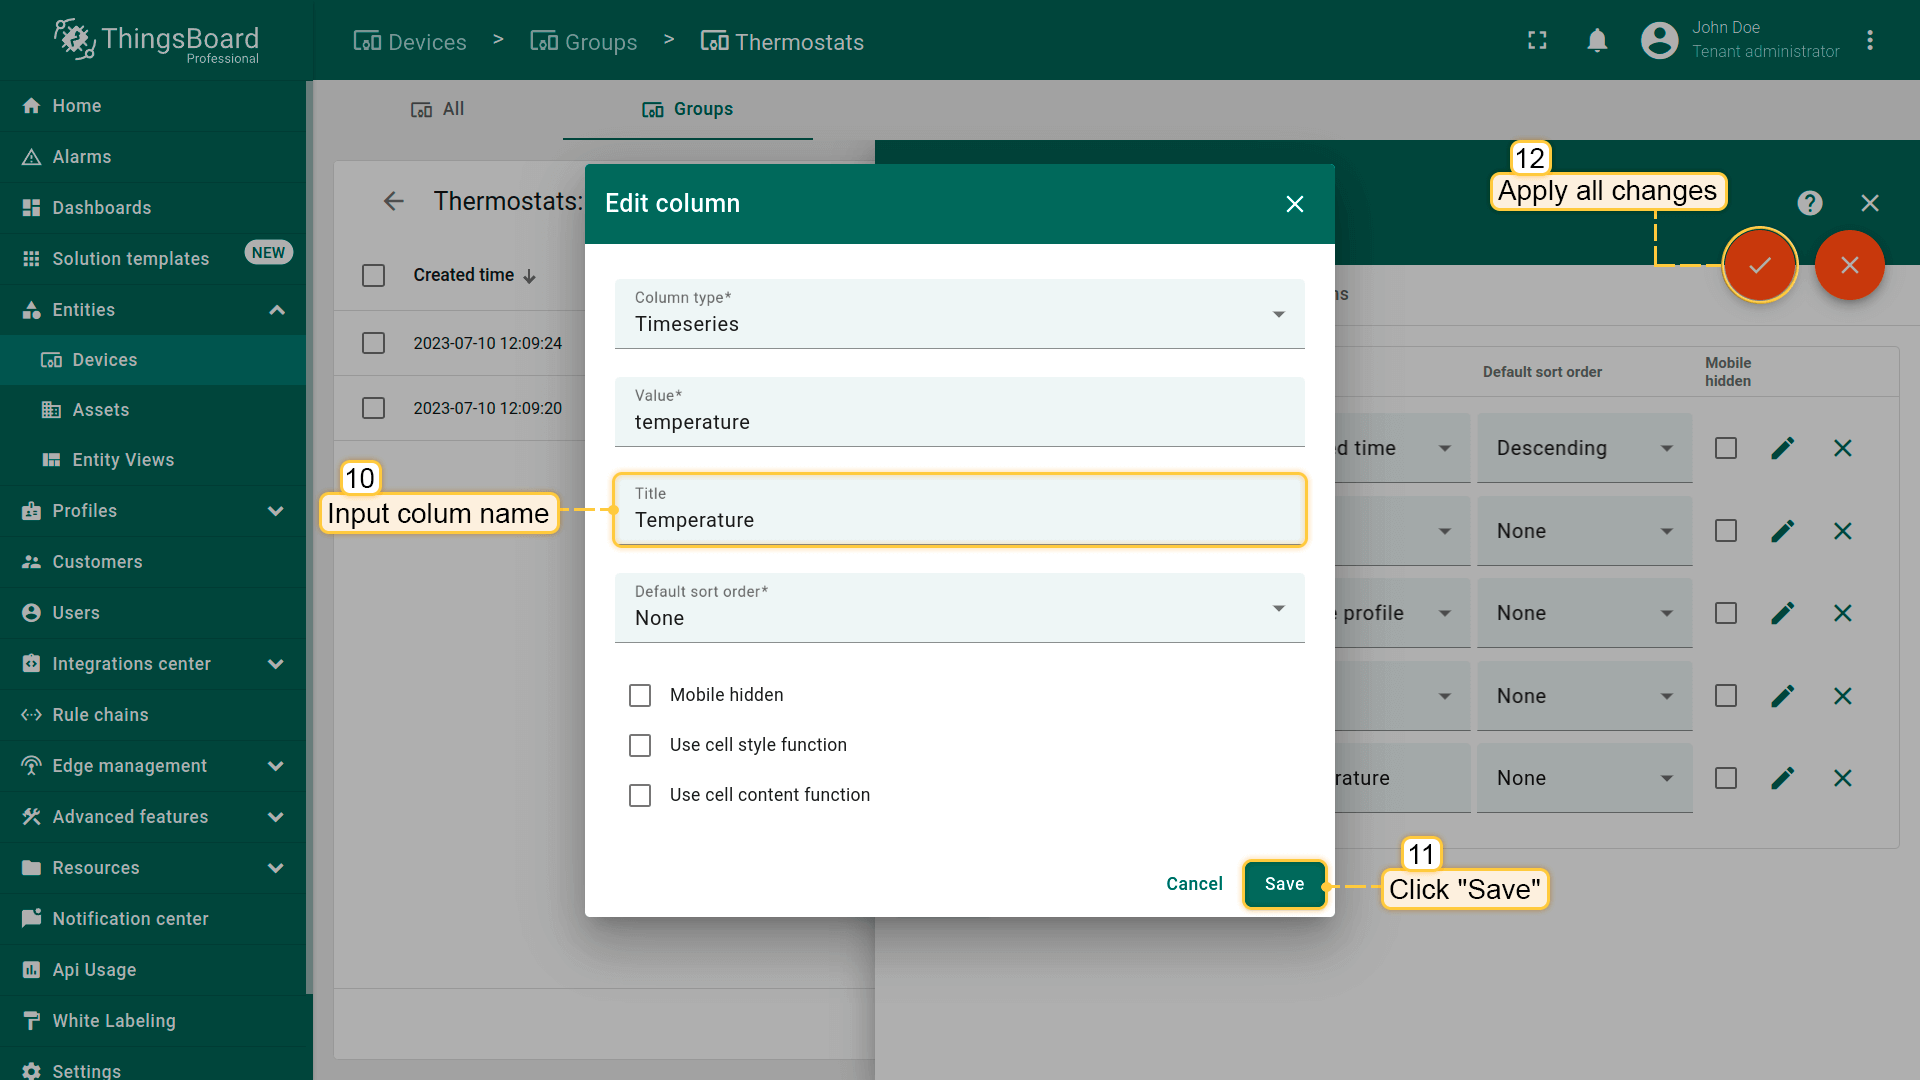 ThingsBoard
Professional
Devices > Groups > Thermostats
John Doe
Tenant administrator
Home
Alarms
Dashboards
Solution templates NEW
Entities
Devices
Assets
Entity Views
Profiles
Customers
Users
Integrations center
Rule chains
Edge management
Advanced features
Resources
Notification center
Api Usage
White Labeling
Settings
All
Groups
Thermostats:
Created time
2023-07-10 12:09:24
2023-07-10 12:09:20
10
Input colum name
Edit column
Column type*
Timeseries
Value*
temperature
Title
Temperature
Default sort order*
None
Mobile hidden
Use cell style function
Use cell content function
Cancel
Save
11
Click "Save"
12
Apply all changes
Default sort order
Mobile
hidden
time
Descending
None
profile
None
None
None